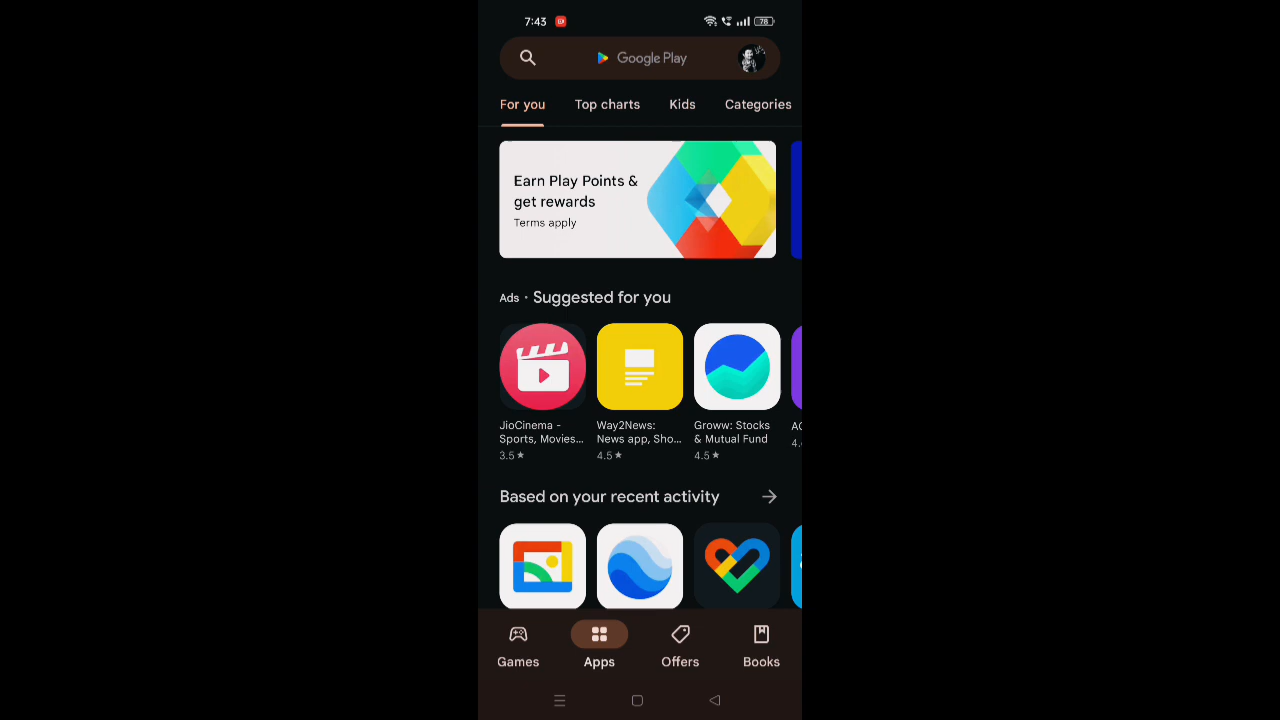 7:43
78
Google Play
For you Top charts Kids Categories
Earn Play Points &
get rewards
Terms apply
Ads • Suggested for you
JioCinema -
Sports, Movies...
3.5 ★
Way2News:
News app, Sho...
4.5 ★
Groww: Stocks
& Mutual Fund
4.5 ★
Based on your recent activity
Games Apps Offers Books